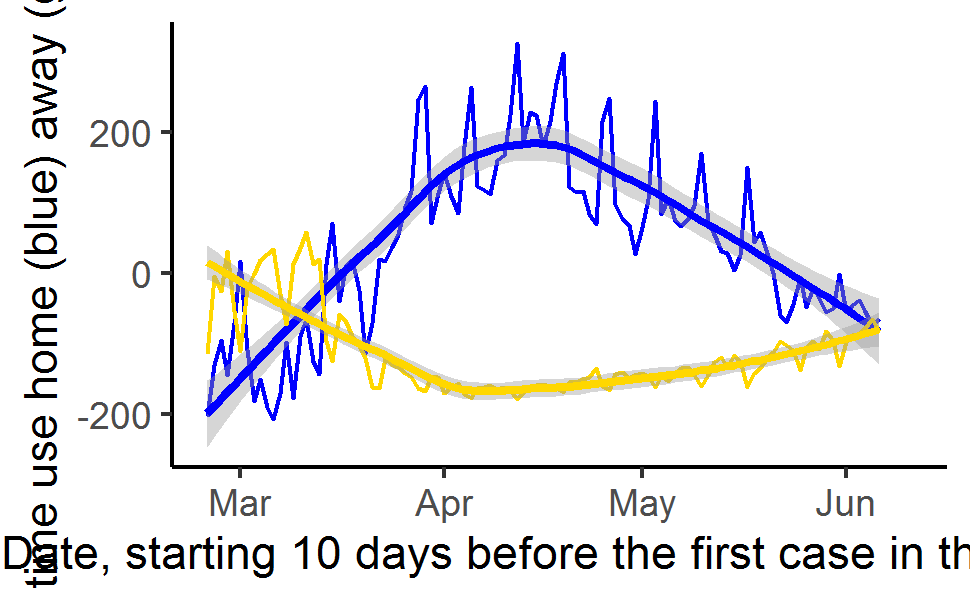 time use home (blue) away (
200
0
-200
Mar Apr May Jun
Date, starting 10 days before the first case in th